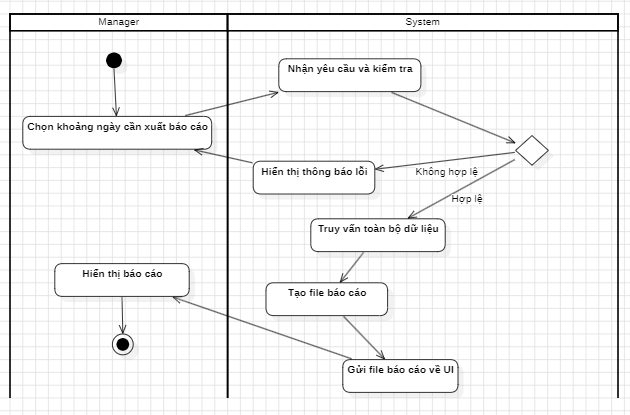 Manager
System
Nhận yêu cầu và kiểm tra
Chọn khoảng ngày cần xuất báo cáo
Hiển thị thông báo lỗi
Không hợp lệ
Hợp lệ
Truy vấn toàn bộ dữ liệu
Hiển thị báo cáo
Tạo file báo cáo
Gửi file báo cáo về UI